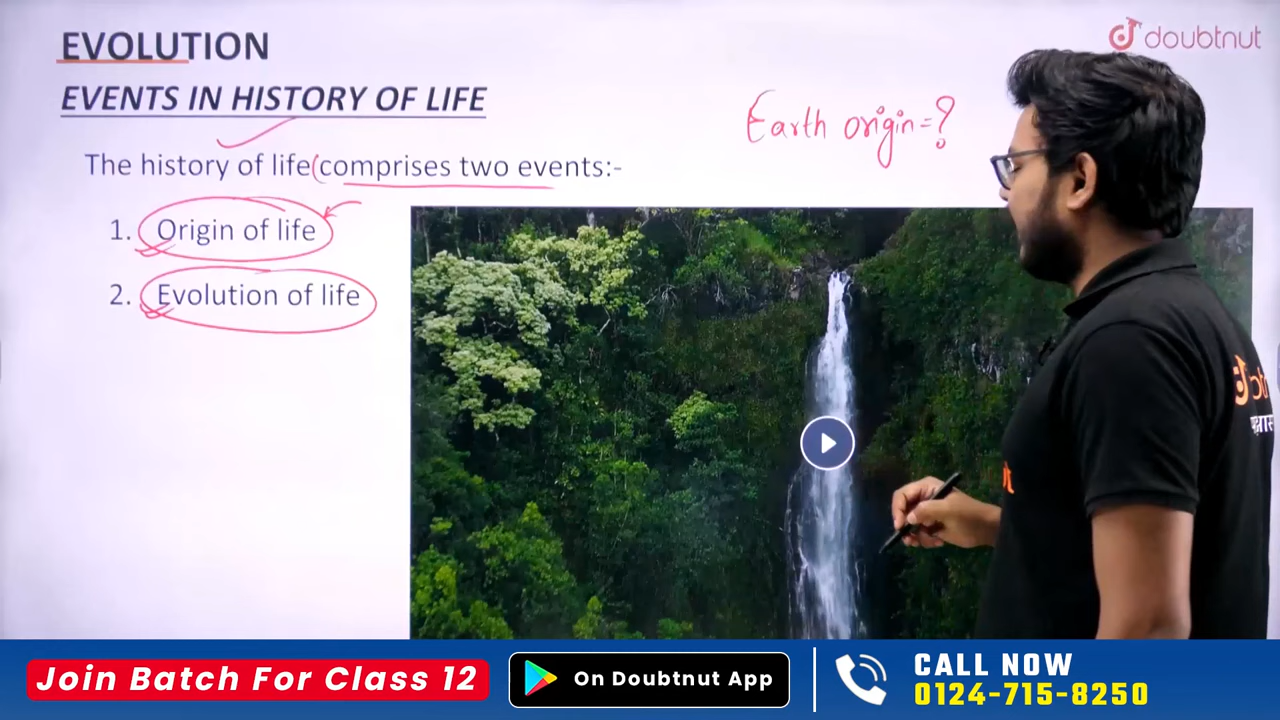 EVOLUTION
doubtnut
EVENTS IN HISTORY OF LIFE
Earth origin=?
The history of life(comprises two events:-
1. Origin of life
2. Evolution of life
Join Batch For Class 12
On Doubtnut App
CALL NOW
0124-715-8250